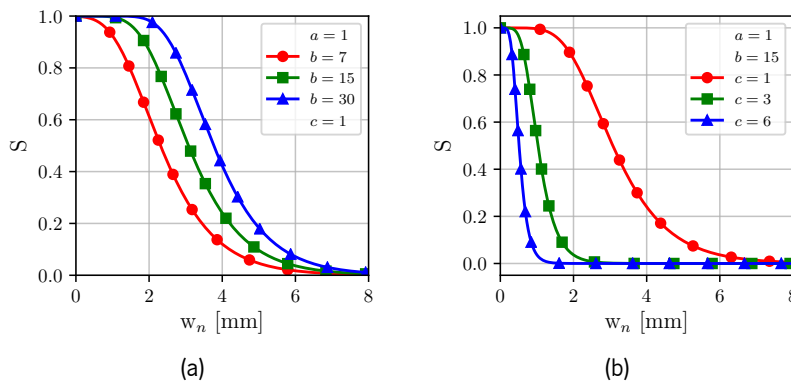 1.0
0.8
0.6
0.4
0.2
0.0
S
0 2 4 6 8
w_n [mm]
a = 1
b = 7
b = 15
b = 30
c = 1
(a)
1.0
0.8
0.6
0.4
0.2
0.0
S
0 2 4 6 8
w_n [mm]
a = 1
b = 15
c = 1
c = 3
c = 6
(b)